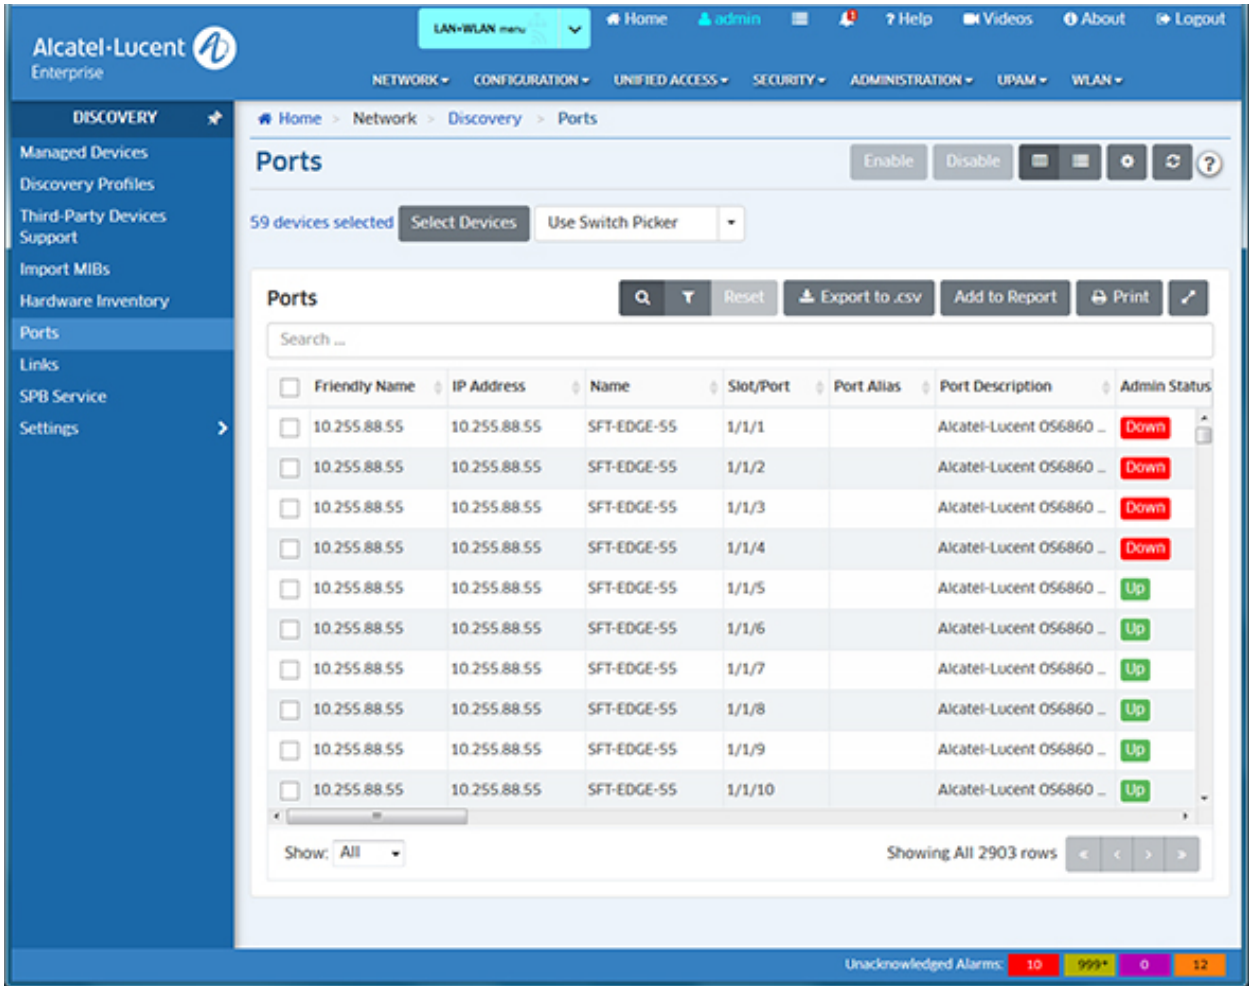 LAN+WLAN menu
Home admin ? Help Videos About Logout
Alcatel·Lucent
Enterprise
NETWORK CONFIGURATION UNIFIED ACCESS SECURITY ADMINISTRATION UPAM WLAN
DISCOVERY
Managed Devices
Discovery Profiles
Third-Party Devices
Support
Import MIBs
Hardware Inventory
Ports
Links
SPB Service
Settings
Home > Network > Discovery > Ports
Ports
Enable Disable ?
59 devices selected Select Devices Use Switch Picker
Ports
Reset Export to .csv Add to Report Print
Search ...
Friendly Name IP Address Name Slot/Port Port Alias Port Description Admin Status
10.255.88.55 10.255.88.55 SFT-EDGE-55 1/1/1 Alcatel-Lucent OS6860 ... Down
10.255.88.55 10.255.88.55 SFT-EDGE-55 1/1/2 Alcatel-Lucent OS6860 ... Down
10.255.88.55 10.255.88.55 SFT-EDGE-55 1/1/3 Alcatel-Lucent OS6860 ... Down
10.255.88.55 10.255.88.55 SFT-EDGE-55 1/1/4 Alcatel-Lucent OS6860 ... Down
10.255.88.55 10.255.88.55 SFT-EDGE-55 1/1/5 Alcatel-Lucent OS6860 ... Up
10.255.88.55 10.255.88.55 SFT-EDGE-55 1/1/6 Alcatel-Lucent OS6860 ... Up
10.255.88.55 10.255.88.55 SFT-EDGE-55 1/1/7 Alcatel-Lucent OS6860 ... Up
10.255.88.55 10.255.88.55 SFT-EDGE-55 1/1/8 Alcatel-Lucent OS6860 ... Up
10.255.88.55 10.255.88.55 SFT-EDGE-55 1/1/9 Alcatel-Lucent OS6860 ... Up
10.255.88.55 10.255.88.55 SFT-EDGE-55 1/1/10 Alcatel-Lucent OS6860 ... Up
Show: All
Showing All 2903 rows « < > »
Unacknowledged Alarms: 10 999+ 0 12